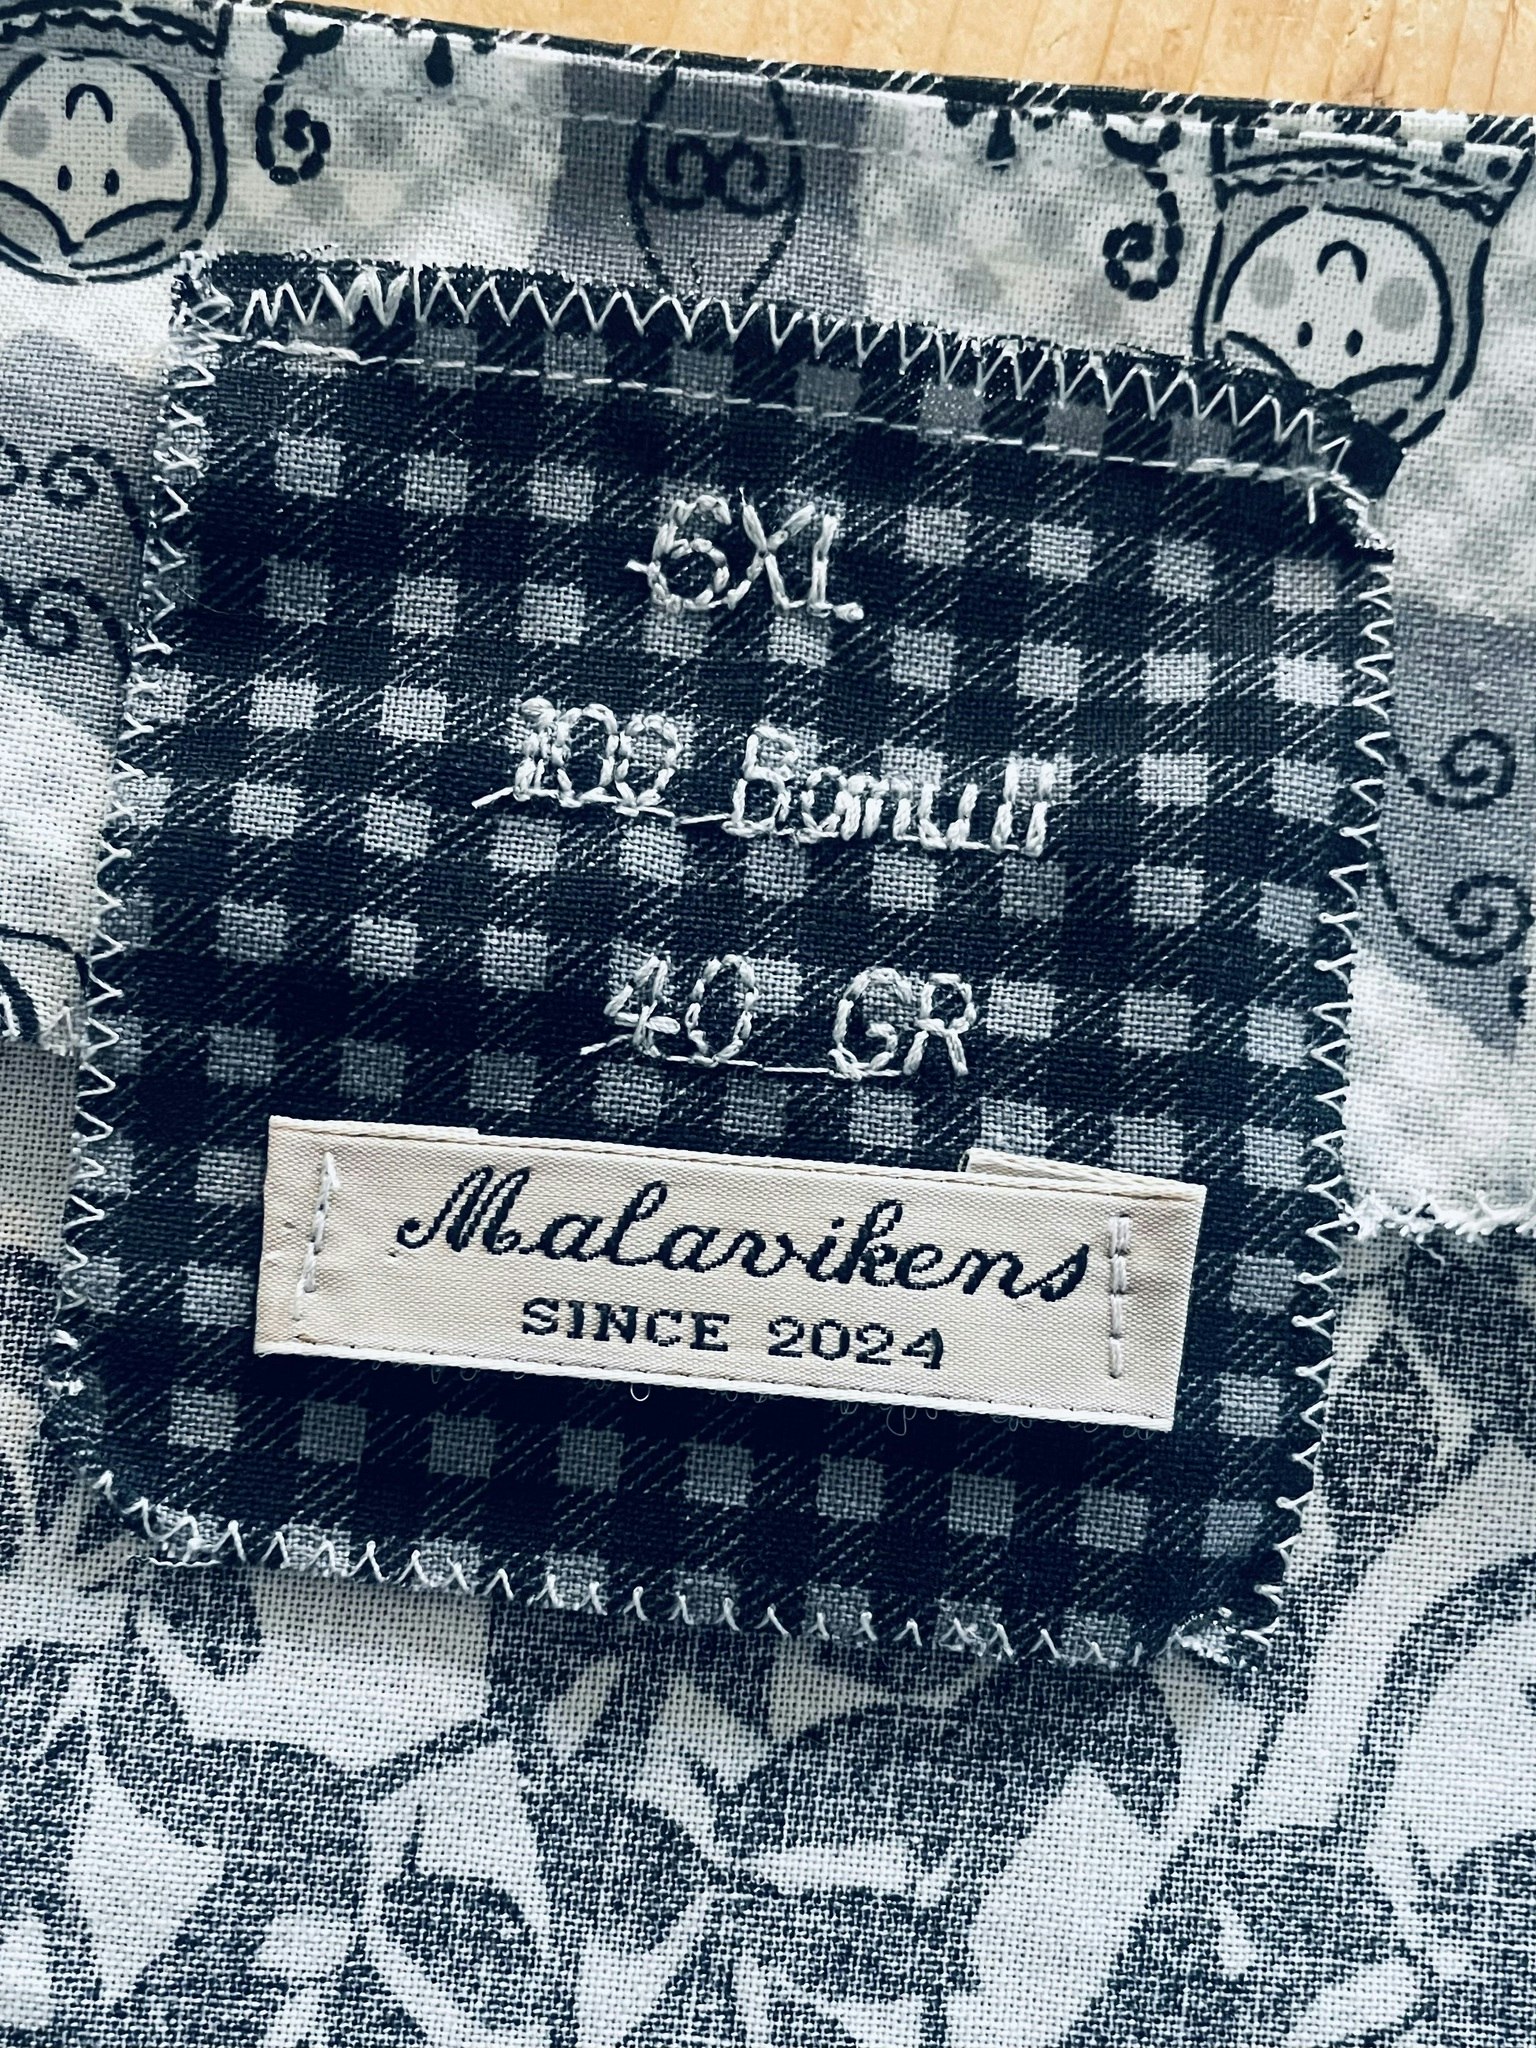 6XL
100 Bomull
40 GR
Malavikens
SINCE 2024